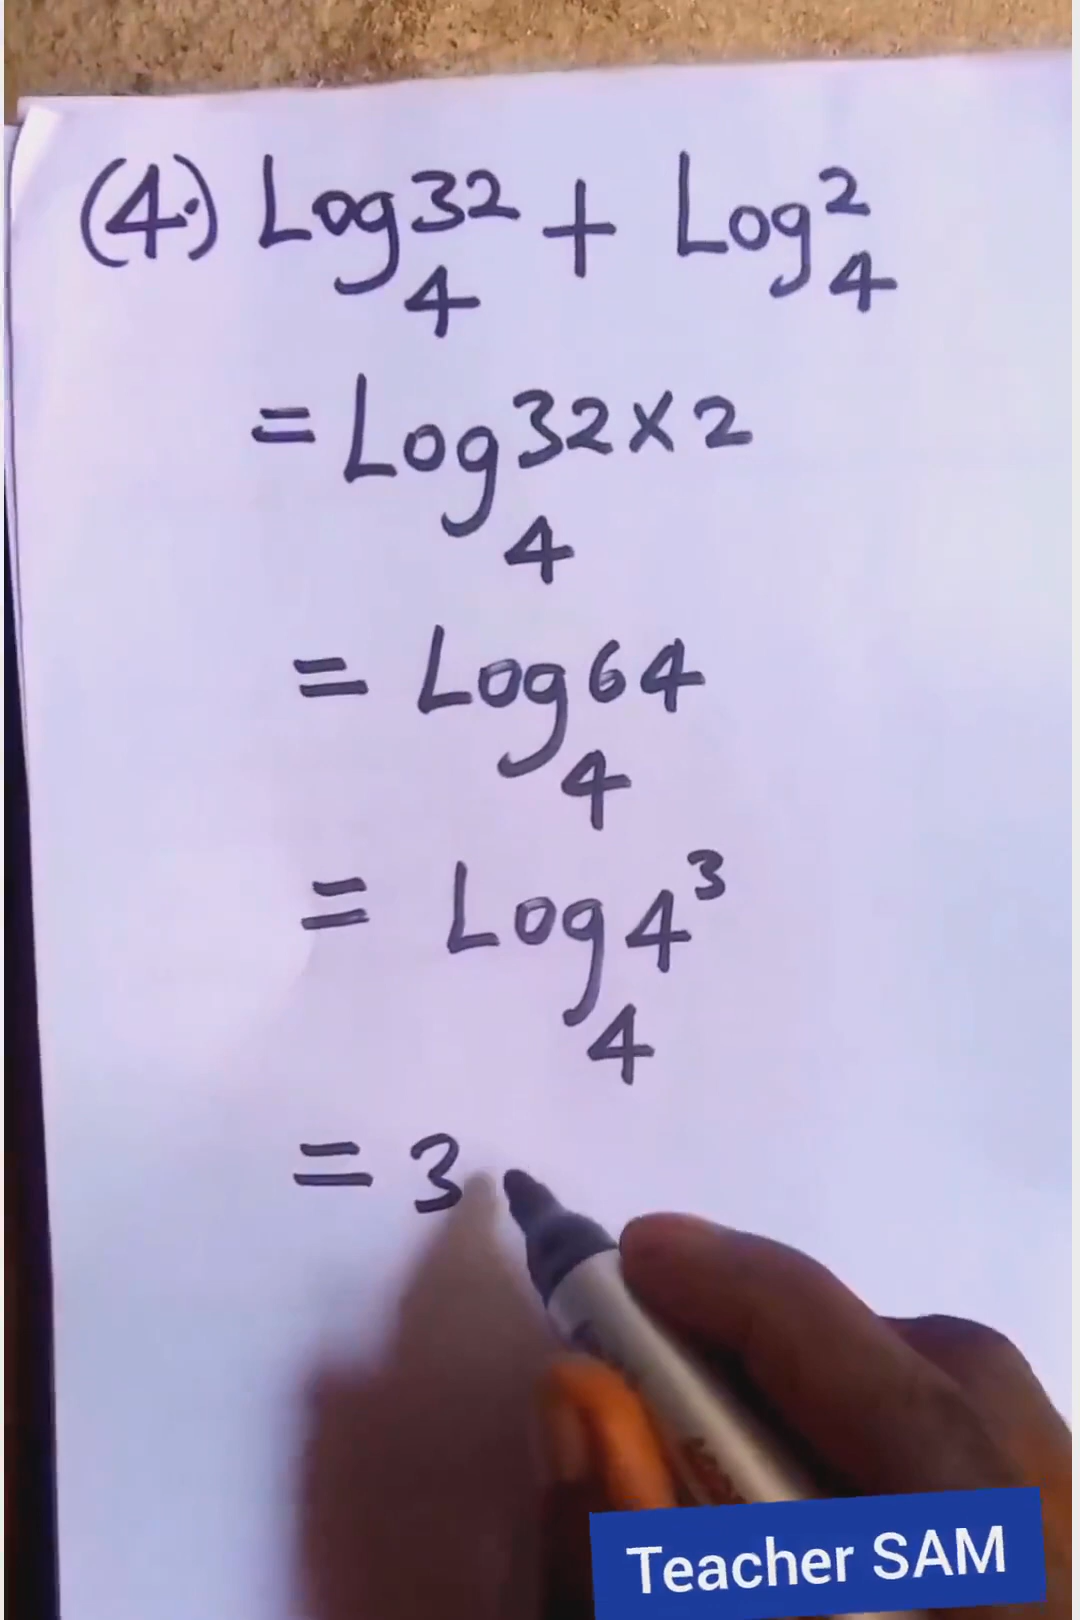 (4.) Log₄32 + Log₄2
= Log₄32×2
= Log₄64
= Log₄4³
= 3
Teacher SAM